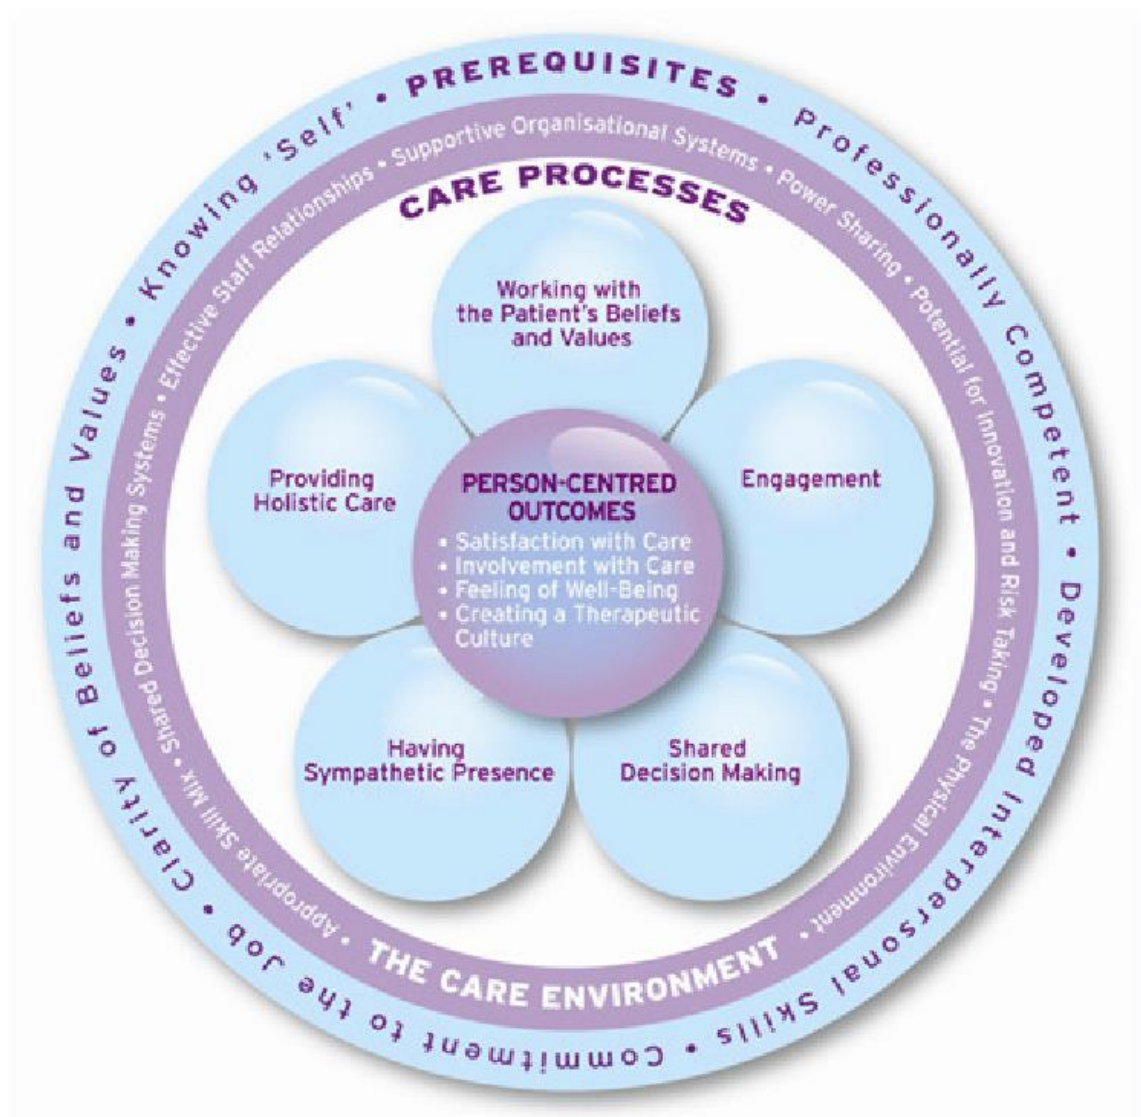 PREREQUISITES • Professionally Competent • Developed Interpersonal Skills • Commitment to the Job • Clarity of Beliefs and Values • Knowing 'Self' •
THE CARE ENVIRONMENT • Appropriate Skill Mix • Shared Decision Making Systems • Effective Staff Relationships • Supportive Organisational Systems • Power Sharing • Potential for Innovation and Risk Taking • The Physical Environment •
CARE PROCESSES
Working with
the Patient's Beliefs
and Values
Providing
Holistic Care
Engagement
PERSON-CENTRED
OUTCOMES
• Satisfaction with Care
• Involvement with Care
• Feeling of Well-Being
• Creating a Therapeutic
Culture
Having
Sympathetic Presence
Shared
Decision Making